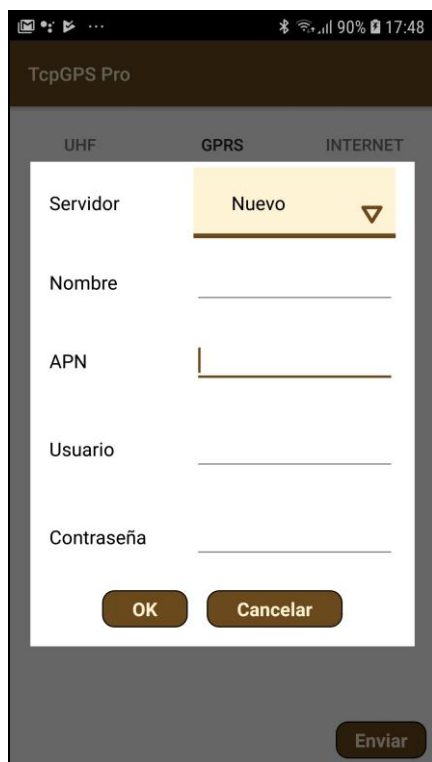 90% 17:48
TcpGPS Pro
UHF GPRS INTERNET
Servidor Nuevo
Nombre
APN
Usuario
Contraseña
OK Cancelar
Enviar